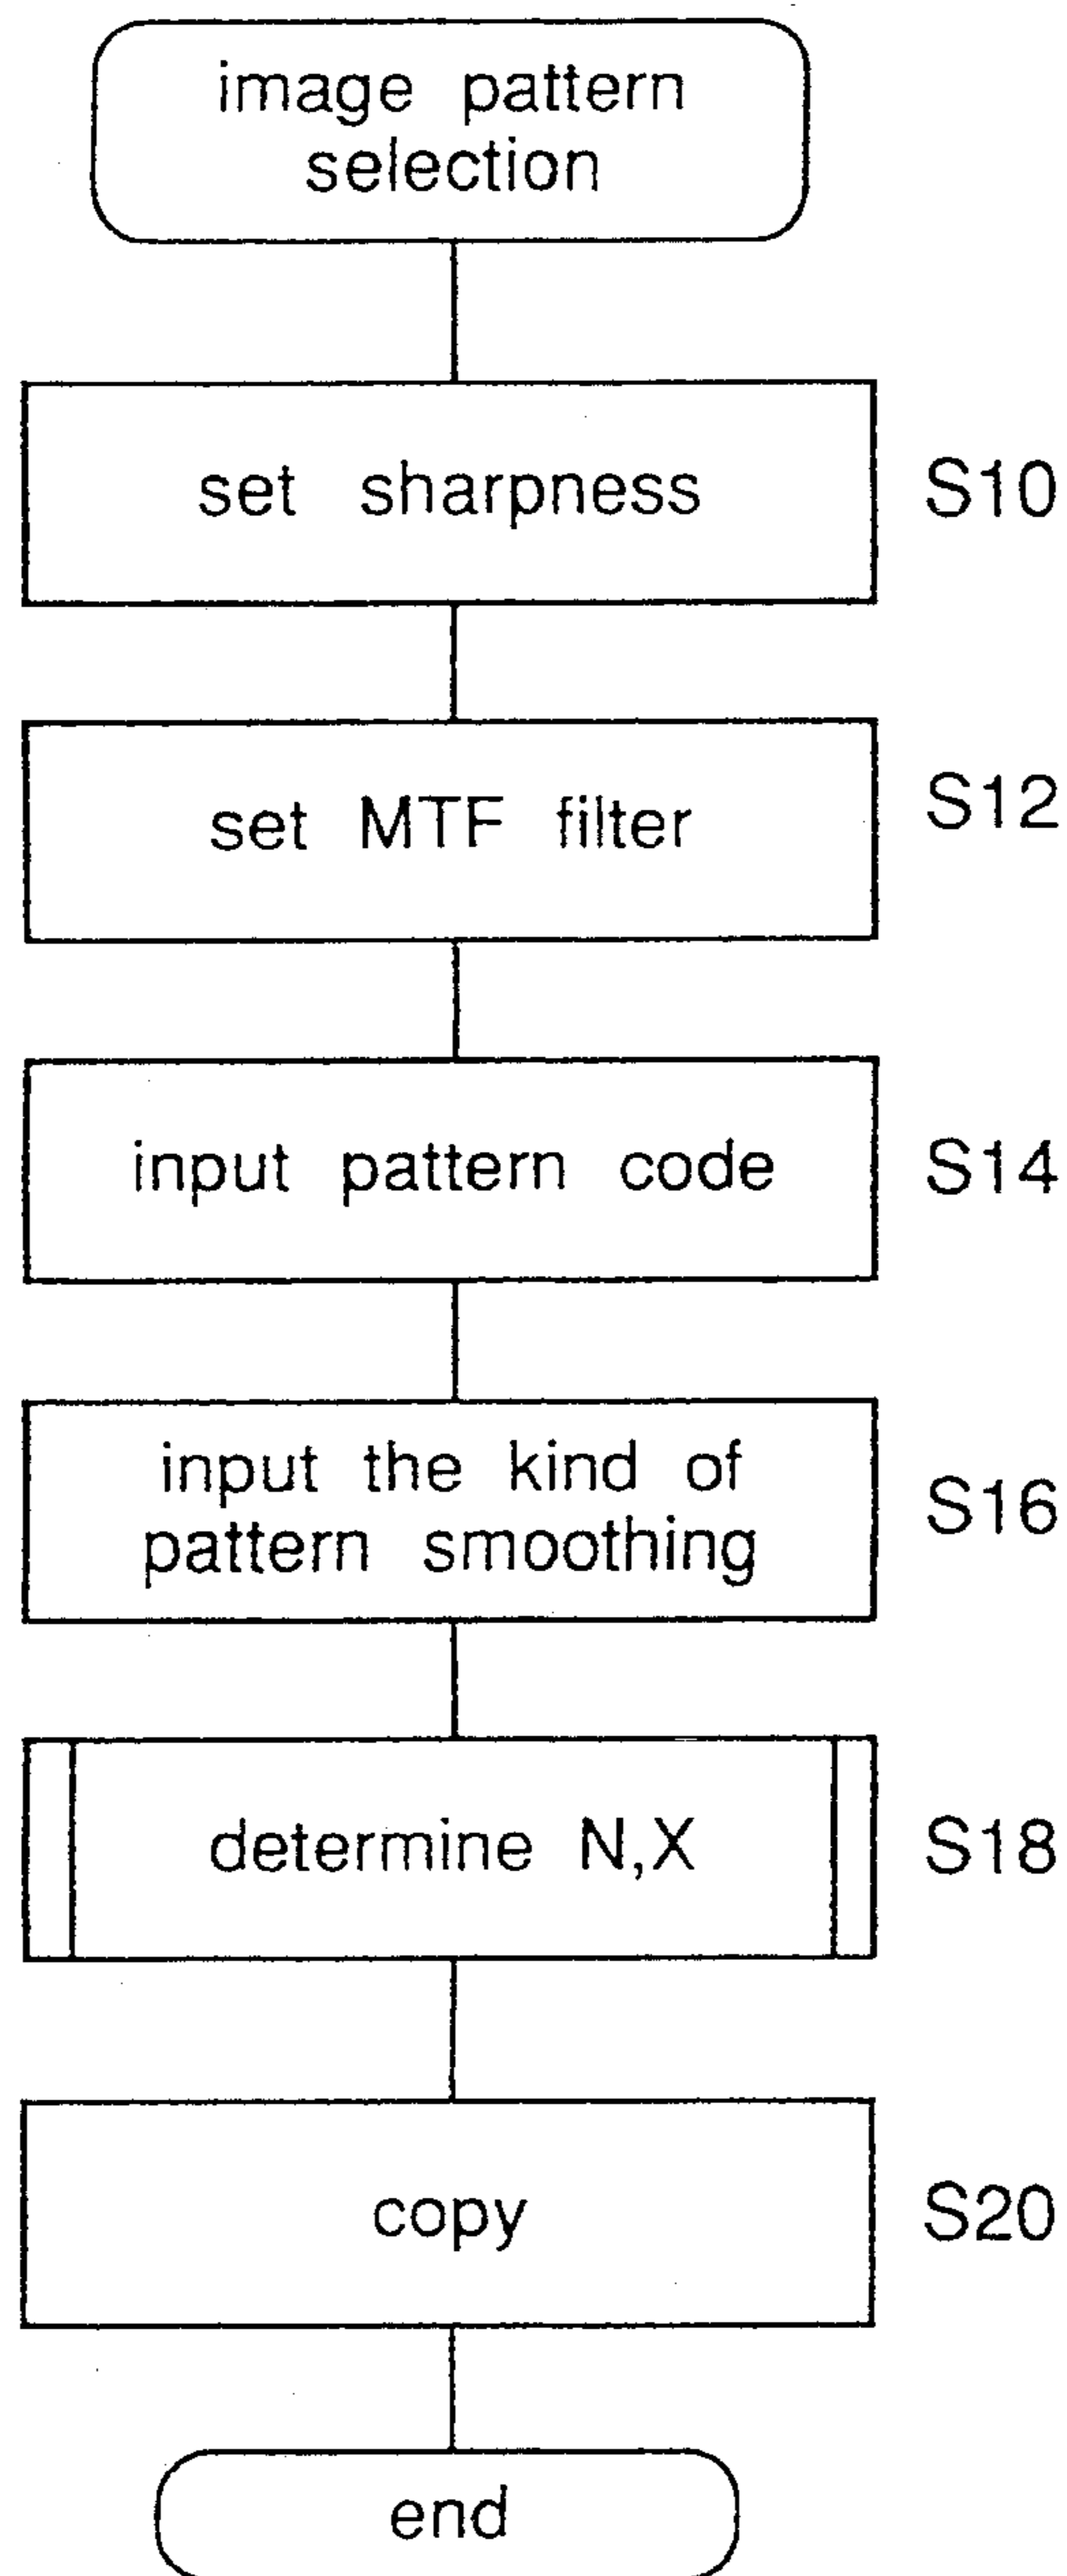 image pattern
selection
set sharpness
S10
set MTF filter
S12
input pattern code
S14
input the kind of
pattern smoothing
S16
determine N,X
S18
copy
S20
end